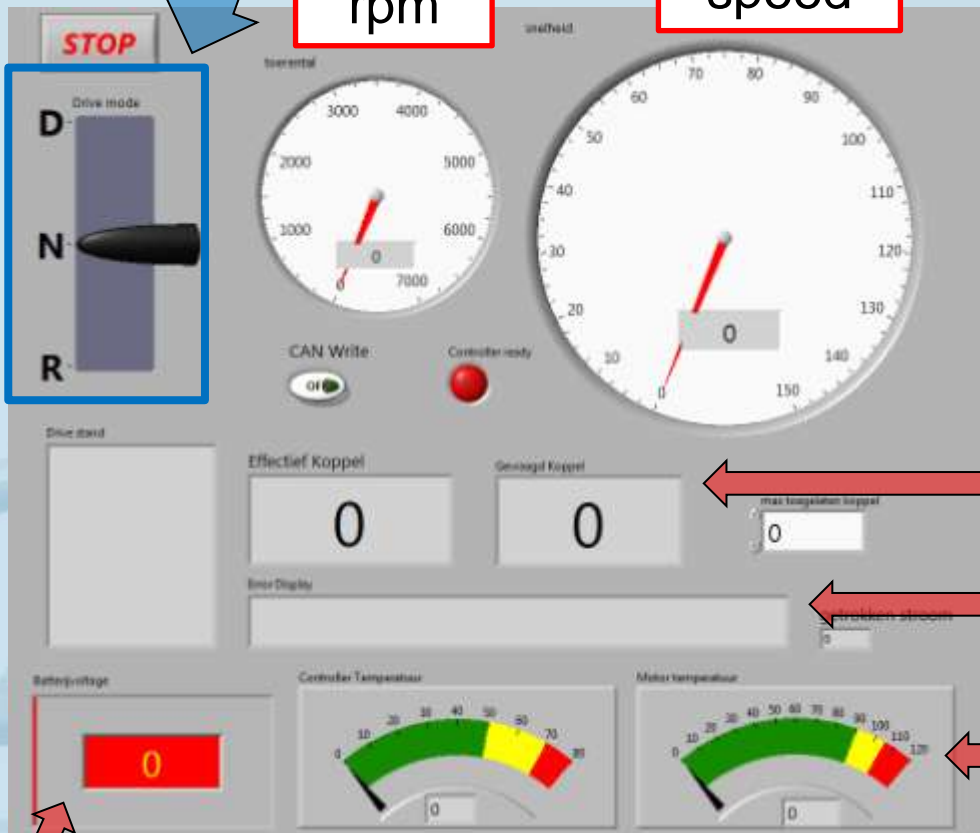 rpm
speed
STOP
toerental
snelheid
Drive mode
D
N
R
0
1000
2000
3000
4000
5000
6000
7000
0
0
10
20
30
40
50
60
70
80
90
100
110
120
130
140
150
0
CAN Write
OFF
Controller ready
Drive stand
Effectief Koppel
0
Gevraagd Koppel
0
max toegelaten koppel
0
Error Display
getrokken stroom
0
Batterijvoltage
0
Controller Temperatuur
0
10
20
30
40
50
60
70
80
0
Motor temperatuur
0
10
20
30
40
50
60
70
80
90
100
110
120
0